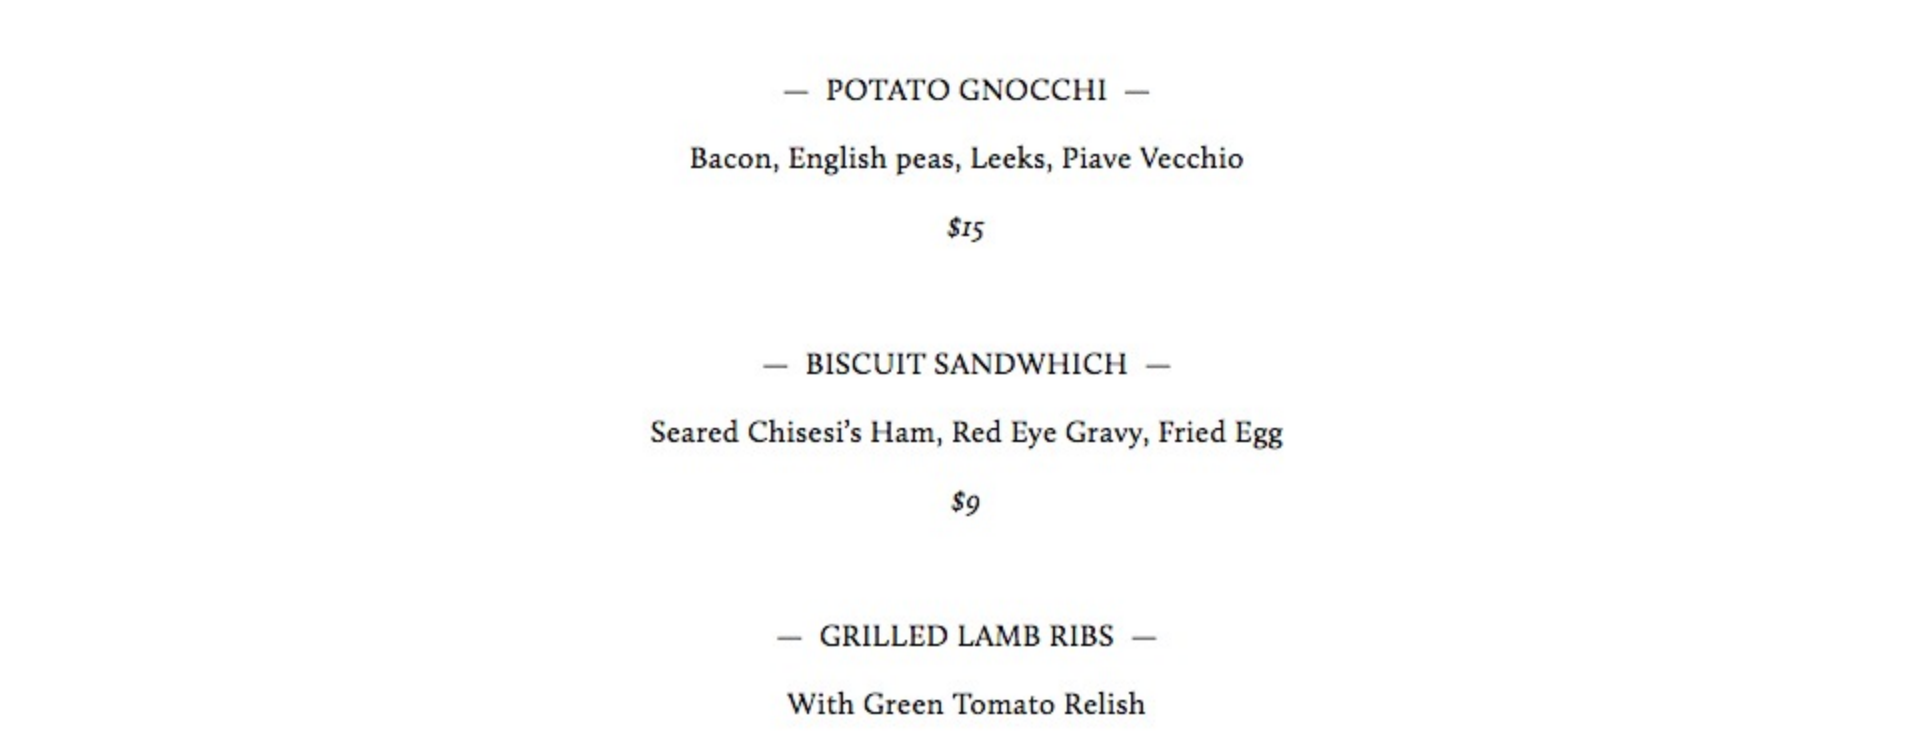 — POTATO GNOCCHI —
Bacon, English peas, Leeks, Piave Vecchio
$15
— BISCUIT SANDWHICH —
Seared Chisesi’s Ham, Red Eye Gravy, Fried Egg
$9
— GRILLED LAMB RIBS —
With Green Tomato Relish